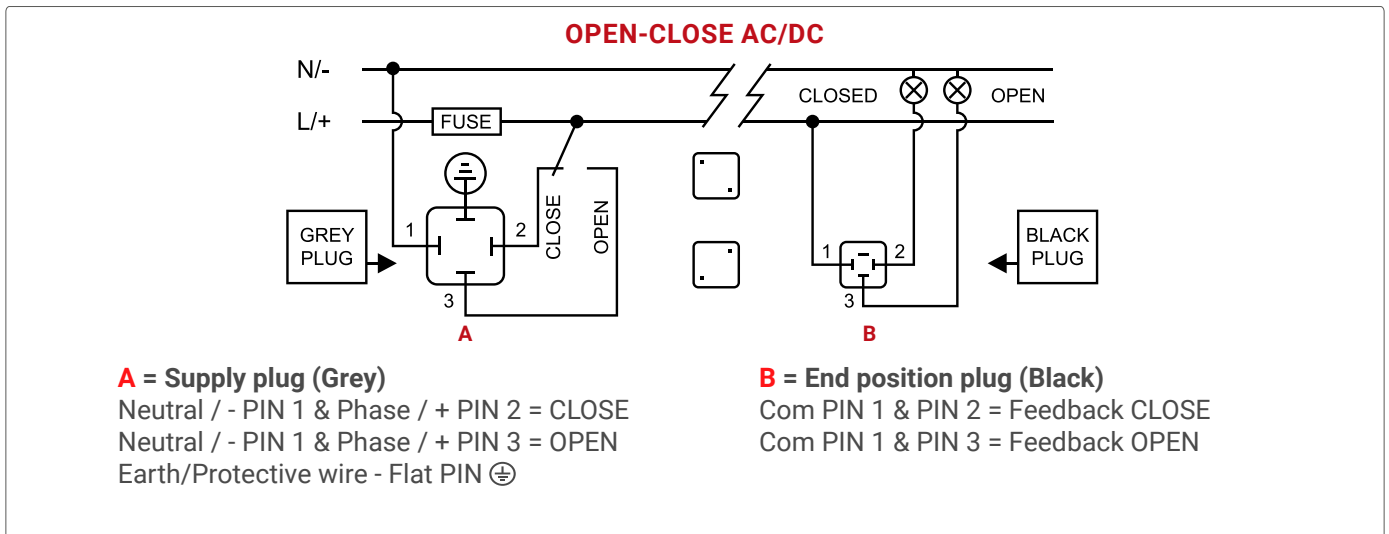 OPEN-CLOSE AC/DC
N/-
CLOSED
OPEN
L/+
FUSE
CLOSE
OPEN
GREY
PLUG
1
2
3
A
1
2
3
B
BLACK
PLUG
A = Supply plug (Grey)
Neutral / - PIN 1 & Phase / + PIN 2 = CLOSE
Neutral / - PIN 1 & Phase / + PIN 3 = OPEN
Earth/Protective wire - Flat PIN ⏚
B = End position plug (Black)
Com PIN 1 & PIN 2 = Feedback CLOSE
Com PIN 1 & PIN 3 = Feedback OPEN